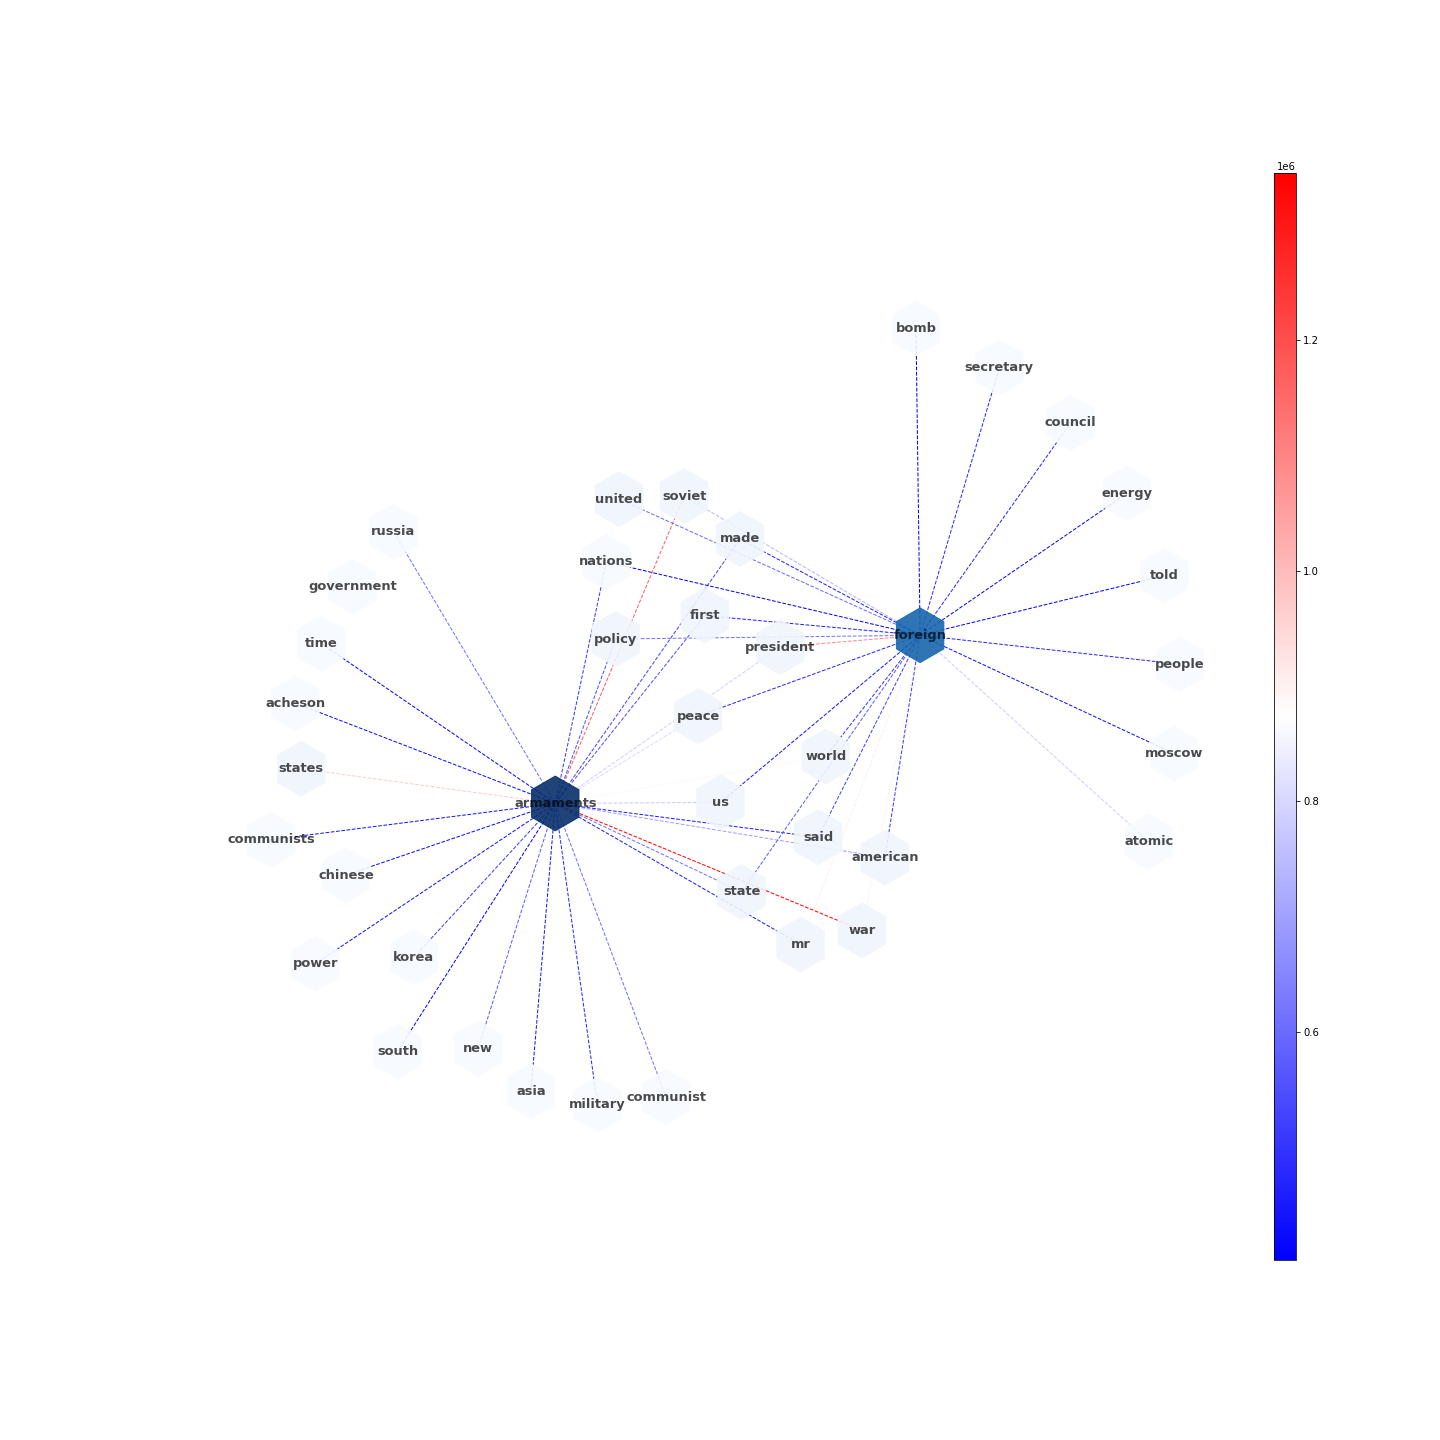 1e6
bomb
secretary
1.2
council
energy
soviet
united
russia
made
nations
1.0
told
government
first
foreign
policy
time
president
people
acheson
peace
moscow
world
states
0.8
us
armaments
said
communists
atomic
american
chinese
state
war
mr
korea
power
0.6
new
south
asia
communist
military